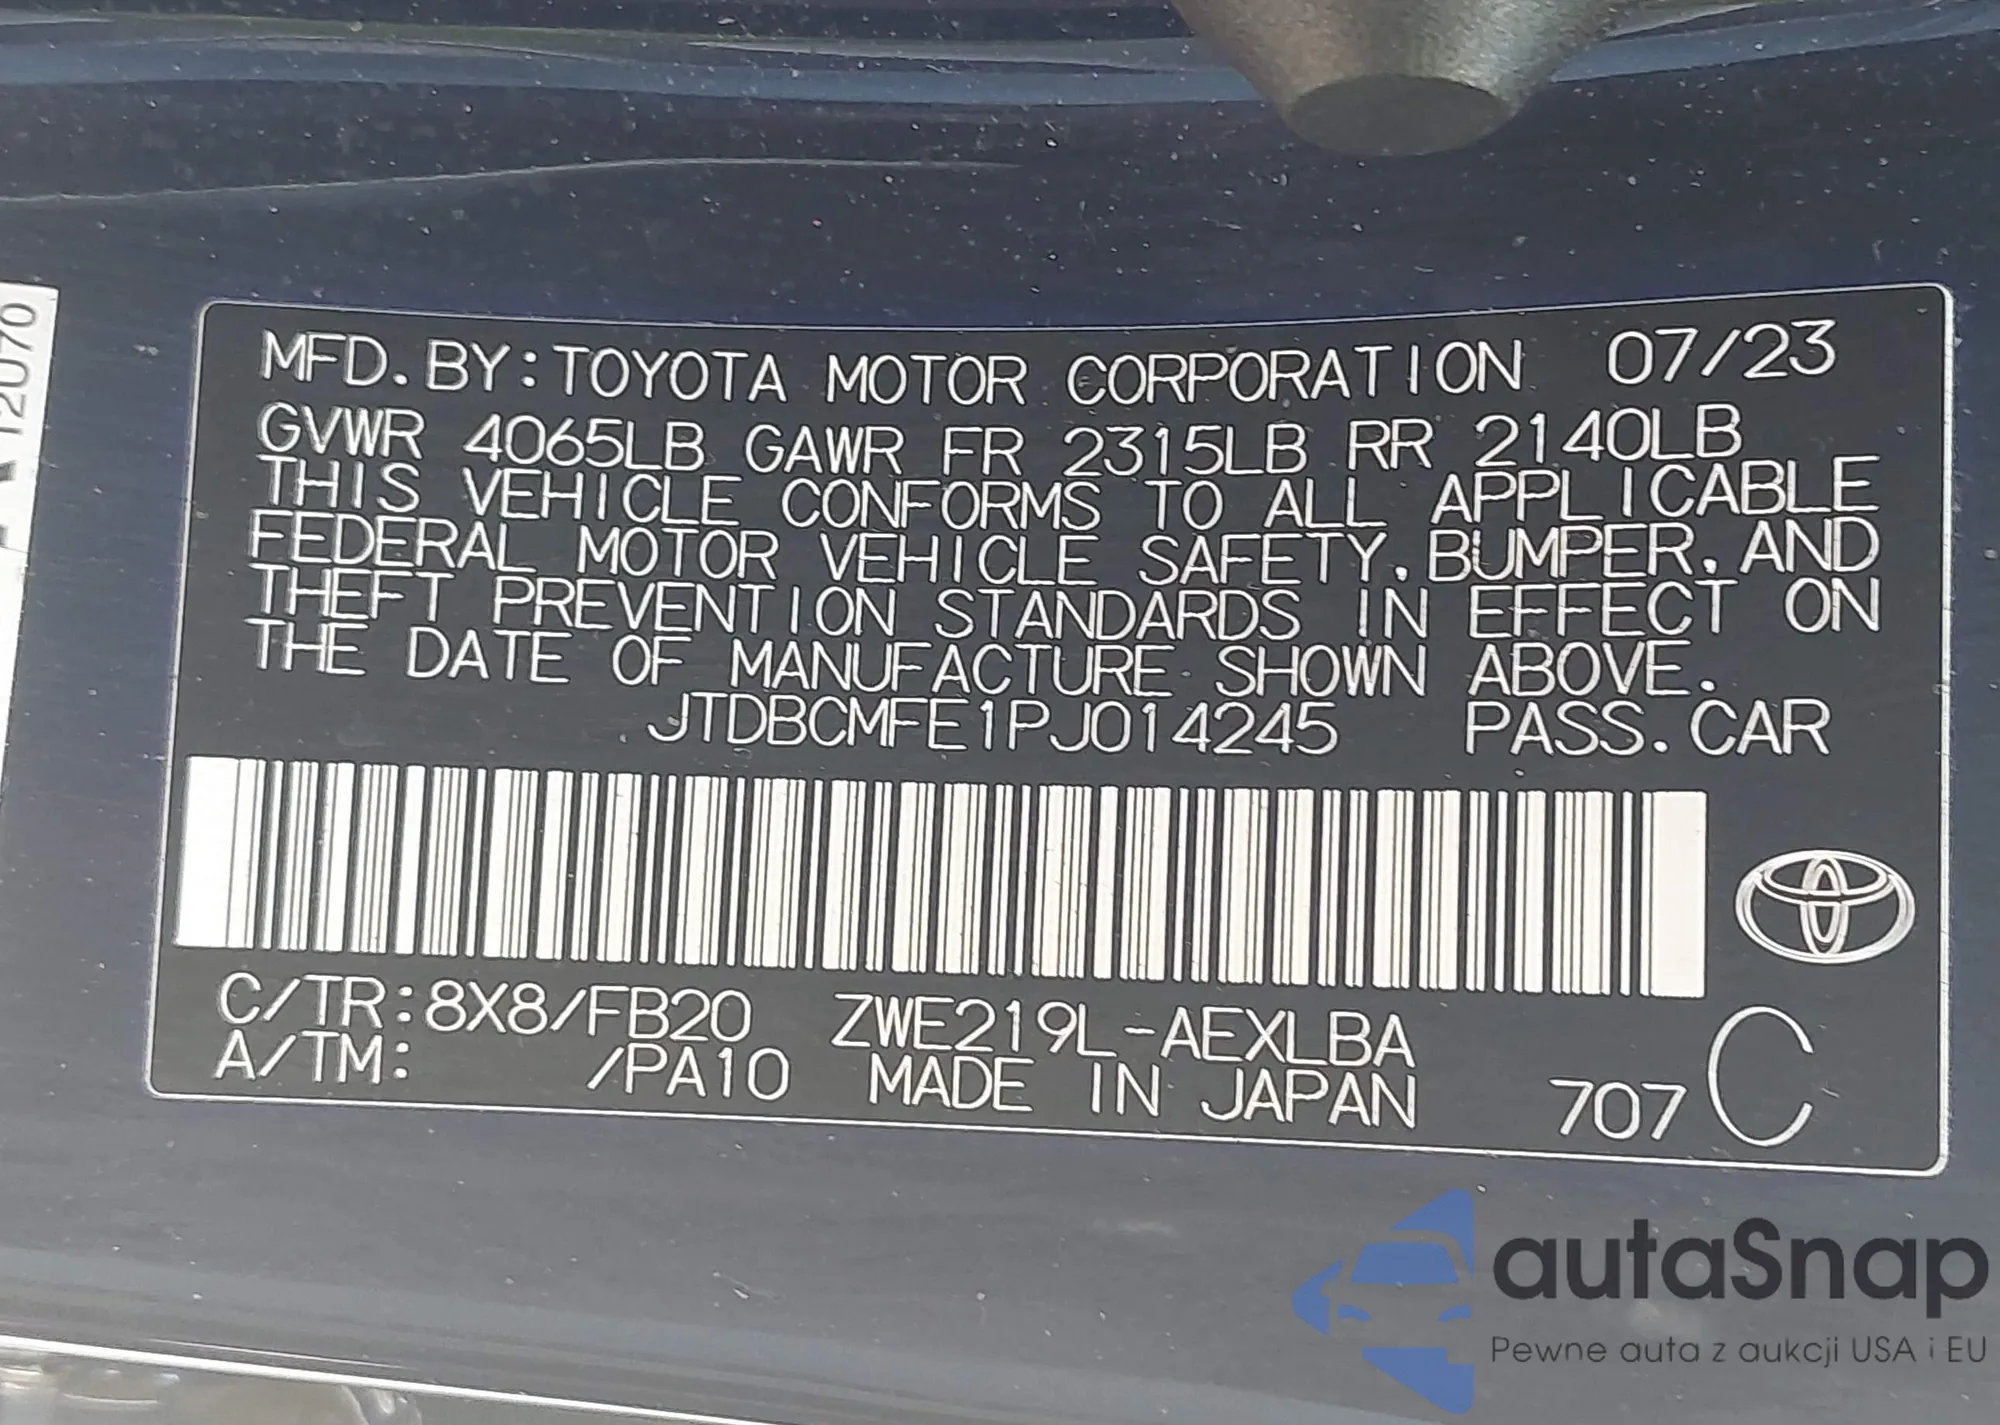 MFD. BY: TOYOTA MOTOR CORPORATION 07/23
GVWR 4065LB GAWR FR 2315LB RR 2140LB
THIS VEHICLE CONFORMS TO ALL APPLICABLE
FEDERAL MOTOR VEHICLE SAFETY, BUMPER, AND
THEFT PREVENTION STANDARDS IN EFFECT ON
THE DATE OF MANUFACTURE SHOWN ABOVE.
JTDBCMFE1PJ014245 PASS. CAR
C/TR: 8X8/FB20 ZWE219L-AEXLBA
A/TM: /PA10 MADE IN JAPAN 707 C
12070
autaSnap
Pewne auta z aukcji USA i EU